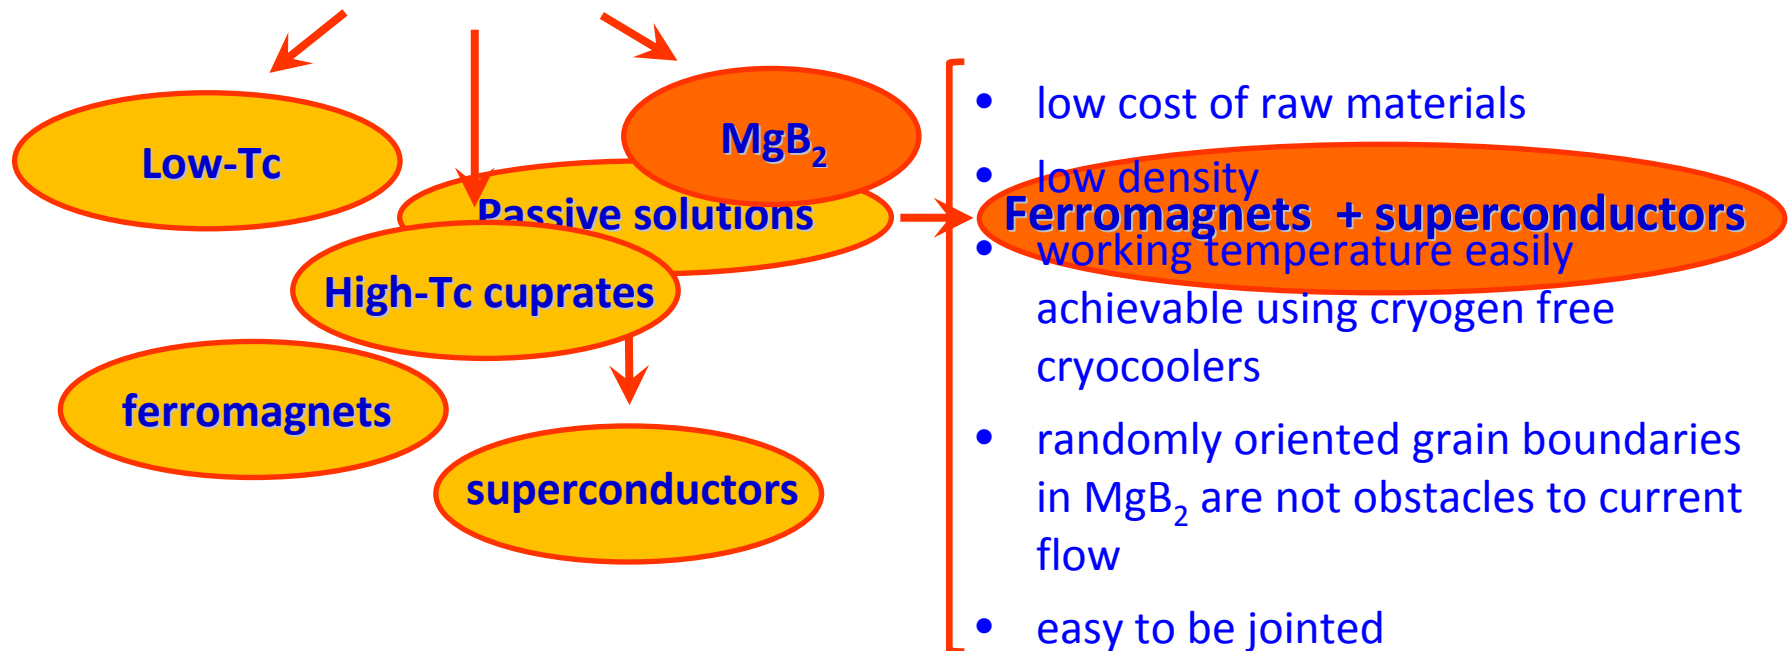 Low-Tc
MgB₂
Passive solutions
High-Tc cuprates
ferromagnets
superconductors
Ferromagnets + superconductors
• low cost of raw materials
• low density
• working temperature easily
achievable using cryogen free
cryocoolers
• randomly oriented grain boundaries
in MgB₂ are not obstacles to current
flow
• easy to be jointed